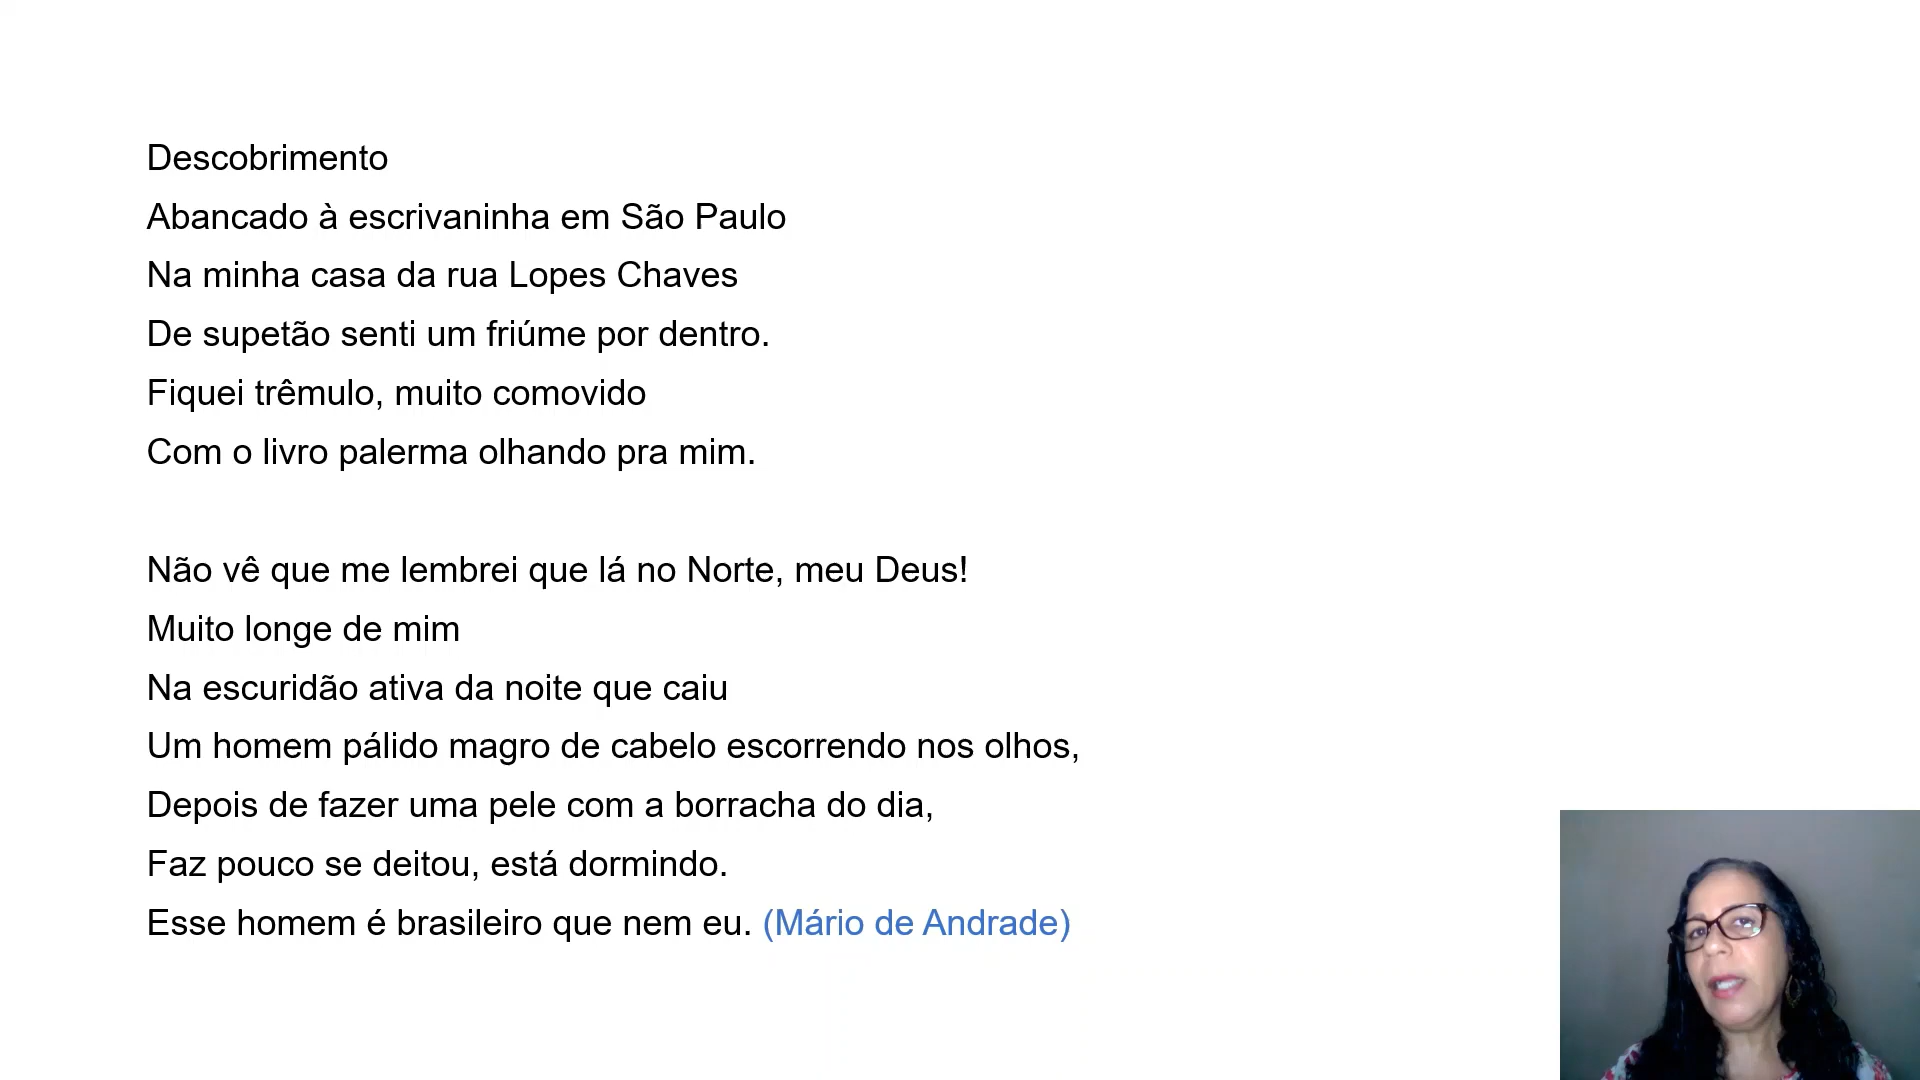 Descobrimento
Abancado à escrivaninha em São Paulo
Na minha casa da rua Lopes Chaves
De supetão senti um friúme por dentro.
Fiquei trêmulo, muito comovido
Com o livro palerma olhando pra mim.
Não vê que me lembrei que lá no Norte, meu Deus!
Muito longe de mim
Na escuridão ativa da noite que caiu
Um homem pálido magro de cabelo escorrendo nos olhos,
Depois de fazer uma pele com a borracha do dia,
Faz pouco se deitou, está dormindo.
Esse homem é brasileiro que nem eu. (Mário de Andrade)